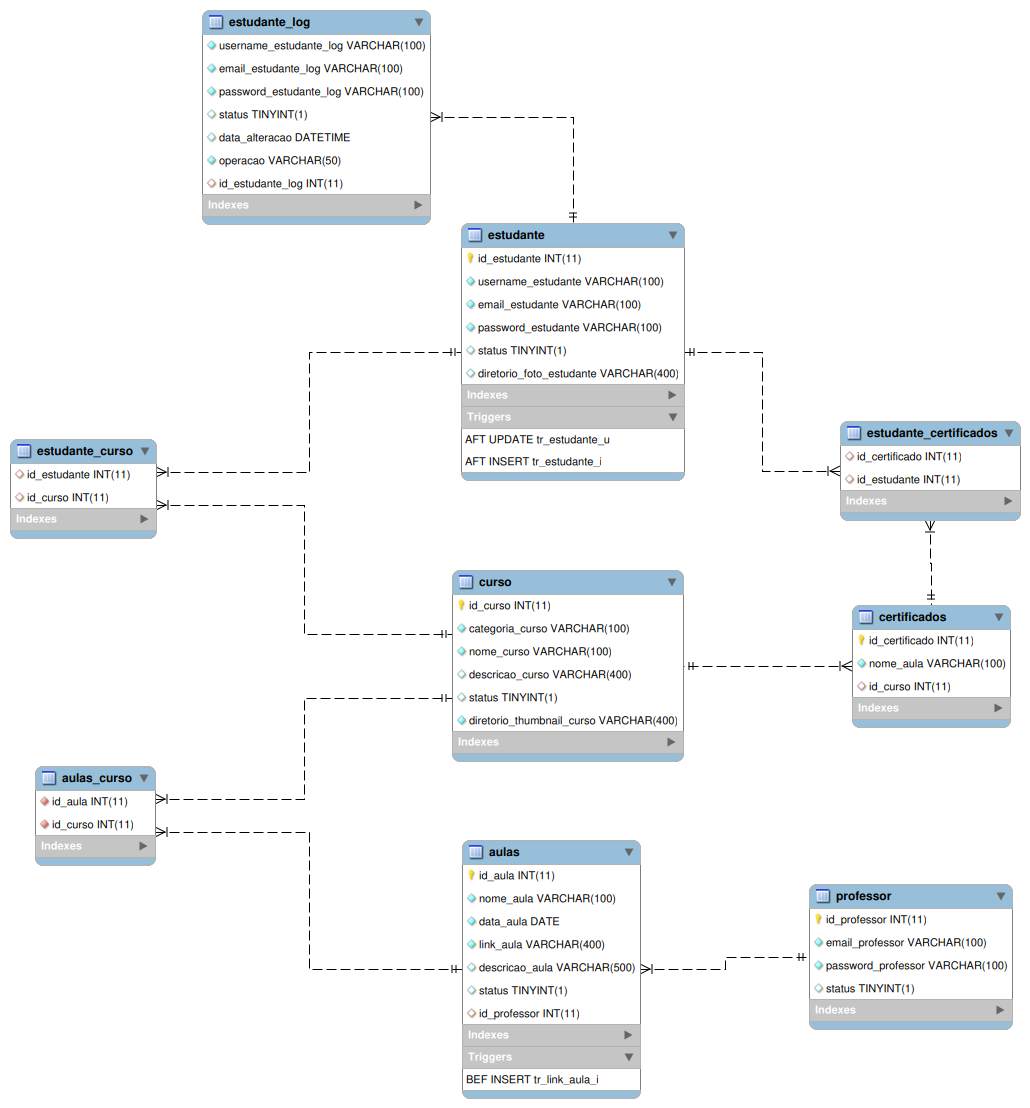 estudante_log
username_estudante_log VARCHAR(100)
email_estudante_log VARCHAR(100)
password_estudante_log VARCHAR(100)
status TINYINT(1)
data_alteracao DATETIME
operacao VARCHAR(50)
id_estudante_log INT(11)
Indexes
estudante
id_estudante INT(11)
username_estudante VARCHAR(100)
email_estudante VARCHAR(100)
password_estudante VARCHAR(100)
status TINYINT(1)
diretorio_foto_estudante VARCHAR(400)
Indexes
Triggers
AFT UPDATE tr_estudante_u
AFT INSERT tr_estudante_i
estudante_curso
id_estudante INT(11)
id_curso INT(11)
Indexes
estudante_certificados
id_certificado INT(11)
id_estudante INT(11)
Indexes
curso
id_curso INT(11)
categoria_curso VARCHAR(100)
nome_curso VARCHAR(100)
descricao_curso VARCHAR(400)
status TINYINT(1)
diretorio_thumbnail_curso VARCHAR(400)
Indexes
certificados
id_certificado INT(11)
nome_aula VARCHAR(100)
id_curso INT(11)
Indexes
aulas_curso
id_aula INT(11)
id_curso INT(11)
Indexes
aulas
id_aula INT(11)
nome_aula VARCHAR(100)
data_aula DATE
link_aula VARCHAR(400)
descricao_aula VARCHAR(500)
status TINYINT(1)
id_professor INT(11)
Indexes
Triggers
BEF INSERT tr_link_aula_i
professor
id_professor INT(11)
email_professor VARCHAR(100)
password_professor VARCHAR(100)
status TINYINT(1)
Indexes